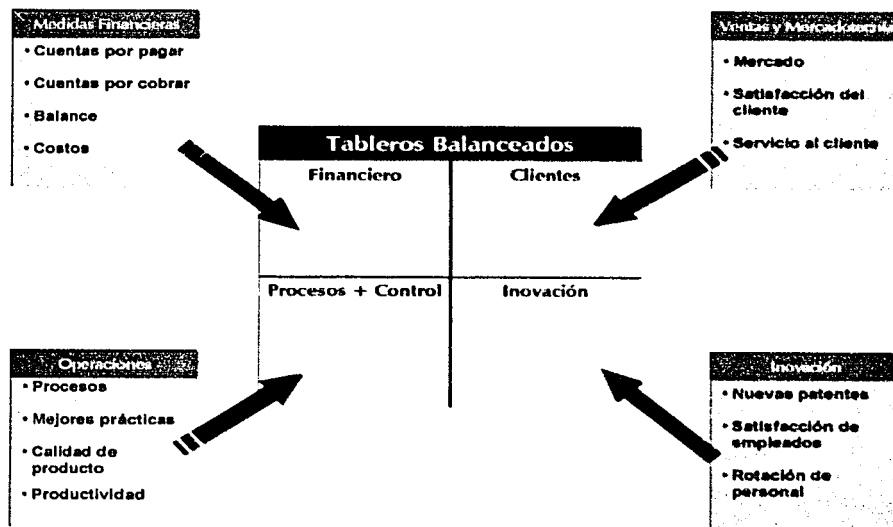 Medidas Financieras
• Cuentas por pagar
• Cuentas por cobrar
• Balance
• Costos
Ventas y Mercadotecnia
• Mercado
• Satisfacción del
cliente
• Servicio al cliente
Tableros Balanceados
Financiero
Clientes
Procesos + Control
Inovación
Operaciones
• Procesos
• Mejores prácticas
• Calidad de
producto
• Productividad
Inovación
• Nuevas patentes
• Satisfacción de
empleados
• Rotación de
personal